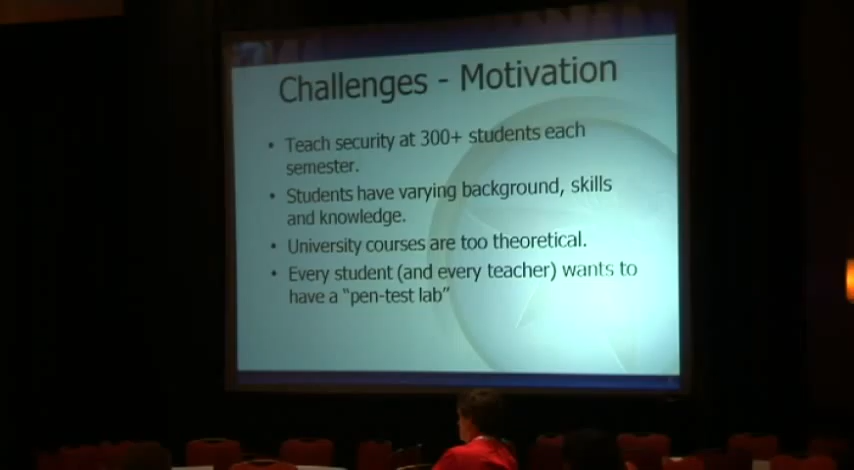 Challenges - Motivation
• Teach security at 300+ students each
semester.
• Students have varying background, skills
and knowledge.
• University courses are too theoretical.
• Every student (and every teacher) wants to
have a "pen-test lab"